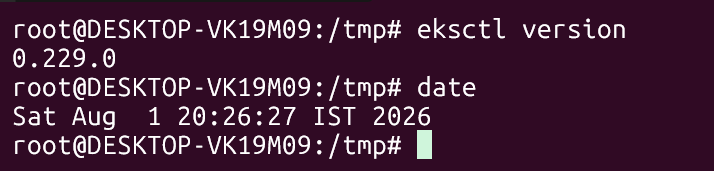 root@DESKTOP-VK19M09:/tmp# eksctl version
0.229.0
root@DESKTOP-VK19M09:/tmp# date
Sat Aug  1 20:26:27 IST 2026
root@DESKTOP-VK19M09:/tmp#